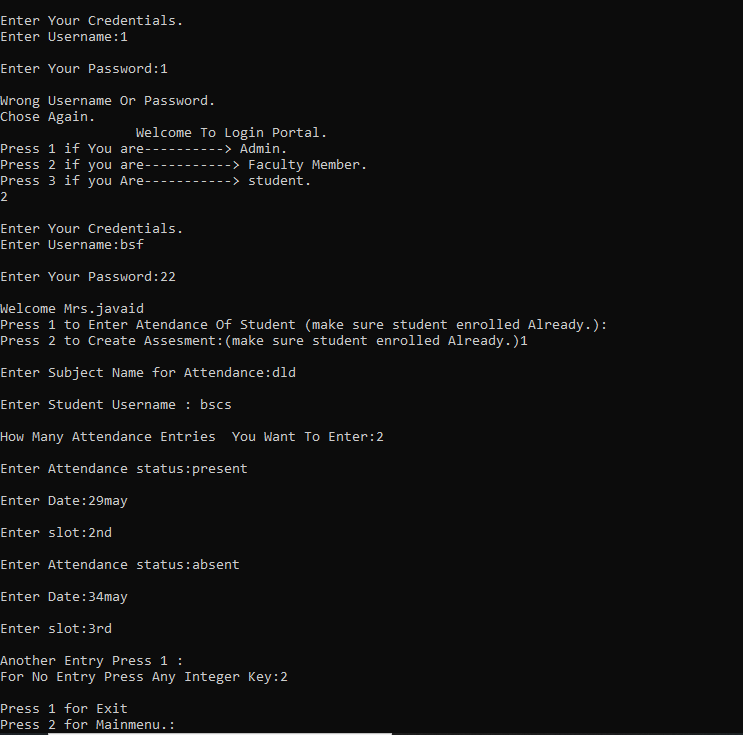 Enter Your Credentials.
Enter Username:1
Enter Your Password:1
Wrong Username Or Password.
Chose Again.
Welcome To Login Portal.
Press 1 if You are----------> Admin.
Press 2 if you are-----------> Faculty Member.
Press 3 if you Are-----------> student.
2
Enter Your Credentials.
Enter Username:bsf
Enter Your Password:22
Welcome Mrs.javaid
Press 1 to Enter Atendance Of Student (make sure student enrolled Already.):
Press 2 to Create Assesment:(make sure student enrolled Already.)1
Enter Subject Name for Attendance:dld
Enter Student Username : bscs
How Many Attendance Entries  You Want To Enter:2
Enter Attendance status:present
Enter Date:29may
Enter slot:2nd
Enter Attendance status:absent
Enter Date:34may
Enter slot:3rd
Another Entry Press 1 :
For No Entry Press Any Integer Key:2
Press 1 for Exit
Press 2 for Mainmenu.: